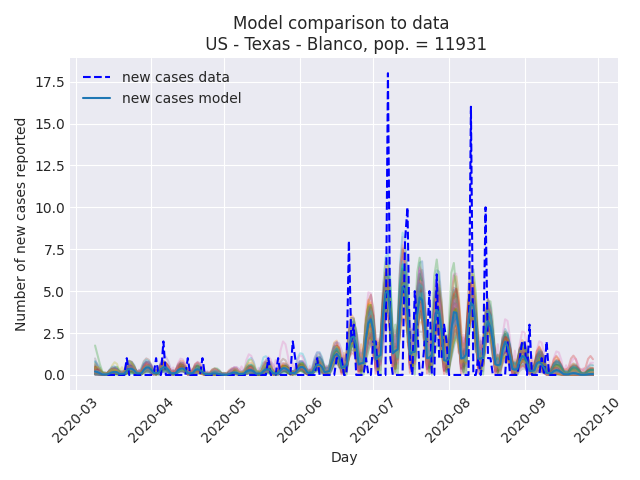 Model comparison to data
US - Texas - Blanco, pop. = 11931
new cases data
new cases model
Number of new cases reported
17.5
15.0
12.5
10.0
7.5
5.0
2.5
0.0
2020-03
2020-04
2020-05
2020-06
2020-07
2020-08
2020-09
2020-10
Day